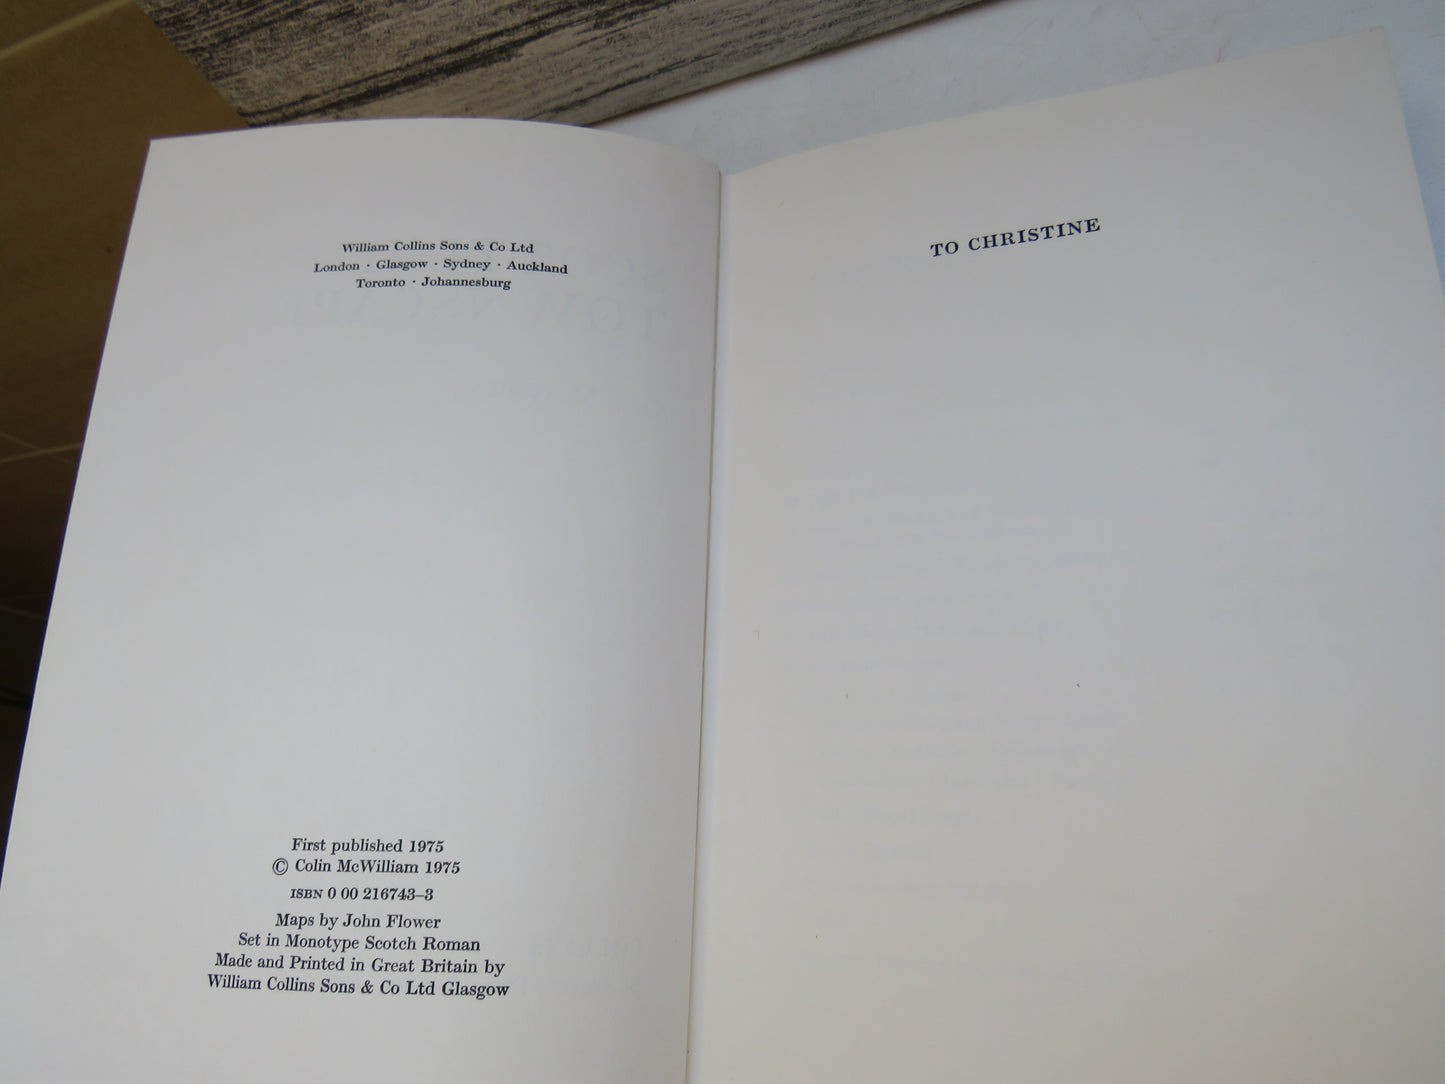 William Collins Sons & Co Ltd
London · Glasgow · Sydney · Auckland
Toronto · Johannesburg
First published 1975
© Colin McWilliam 1975
ISBN 0 00 216743–3
Maps by John Flower
Set in Monotype Scotch Roman
Made and Printed in Great Britain by
William Collins Sons & Co Ltd Glasgow
TO CHRISTINE